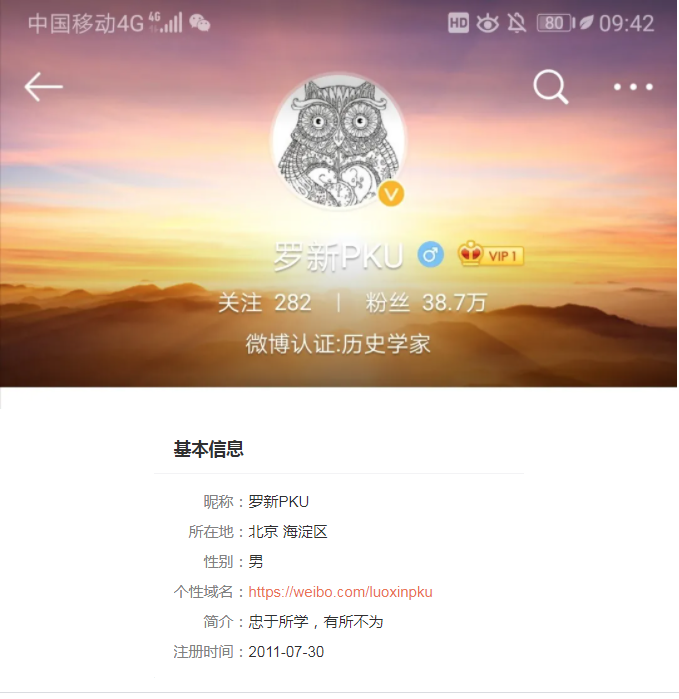 中国移动4G 4G HD 80 09:42
罗新PKU VIP 1
关注 282 | 粉丝 38.7万
微博认证:历史学家
基本信息
昵称：罗新PKU
所在地：北京 海淀区
性别：男
个性域名：https://weibo.com/luoxinpku
简介：忠于所学，有所不为
注册时间：2011-07-30